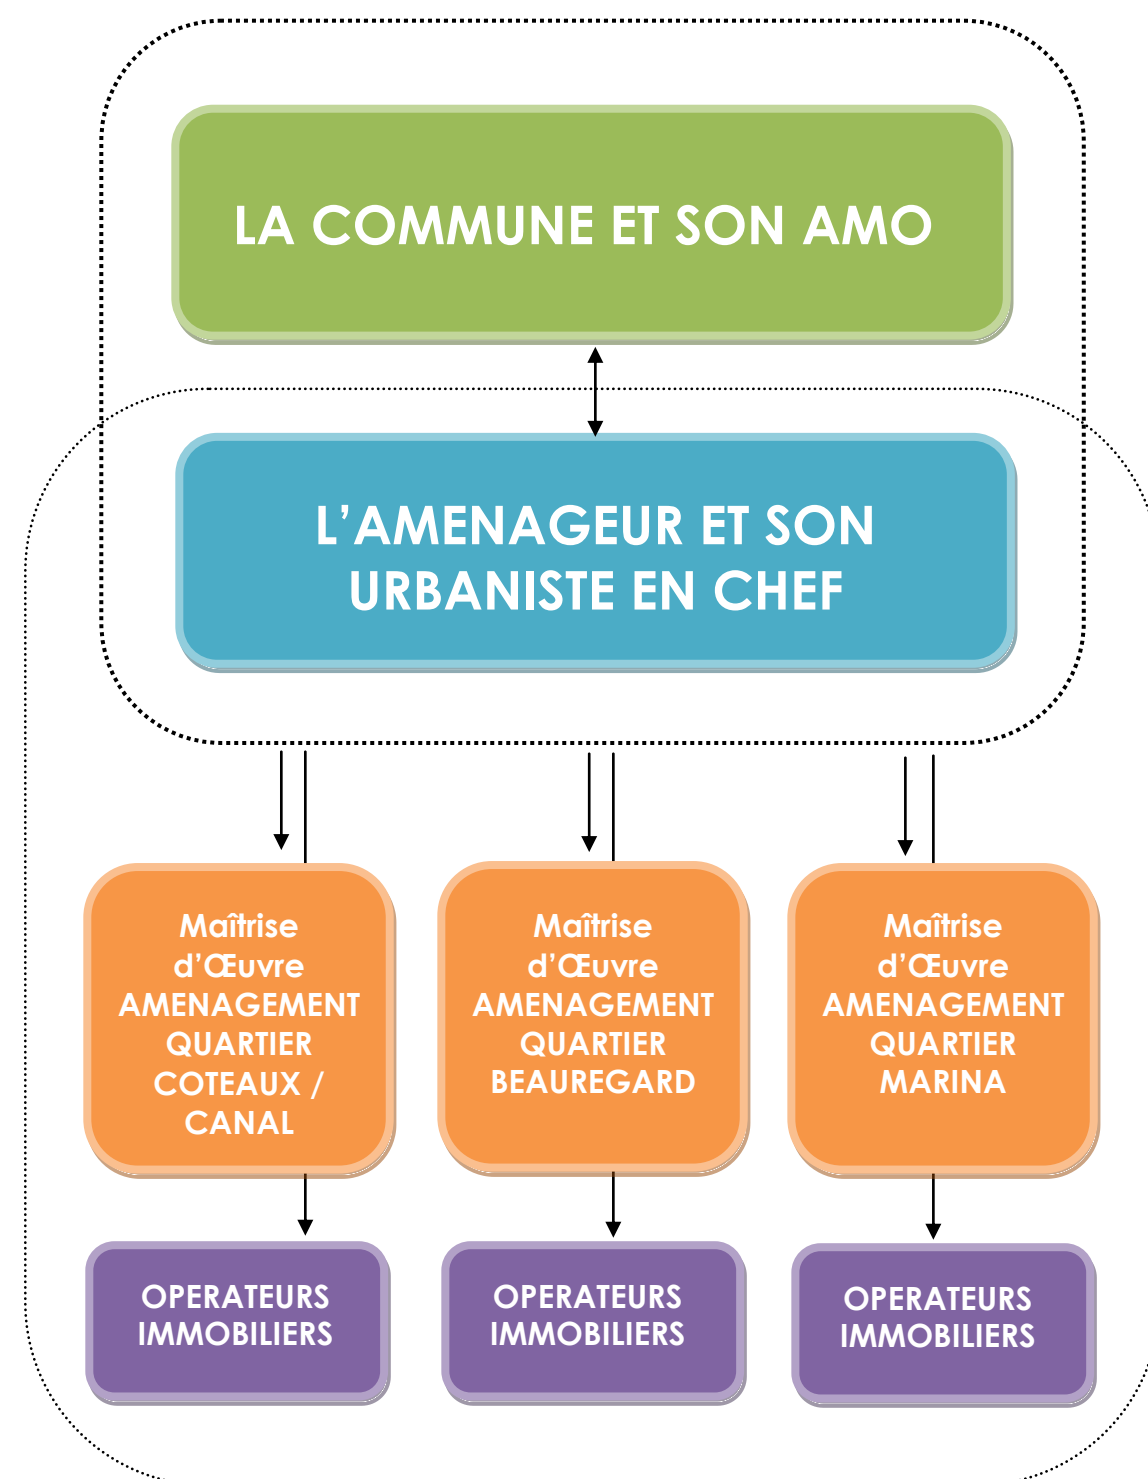 LA COMMUNE ET SON AMO
L’AMENAGEUR ET SON
URBANISTE EN CHEF
Maîtrise
d’Œuvre
AMENAGEMENT
QUARTIER
COTEAUX /
CANAL
Maîtrise
d’Œuvre
AMENAGEMENT
QUARTIER
BEAUREGARD
Maîtrise
d’Œuvre
AMENAGEMENT
QUARTIER
MARINA
OPERATEURS
IMMOBILIERS
OPERATEURS
IMMOBILIERS
OPERATEURS
IMMOBILIERS